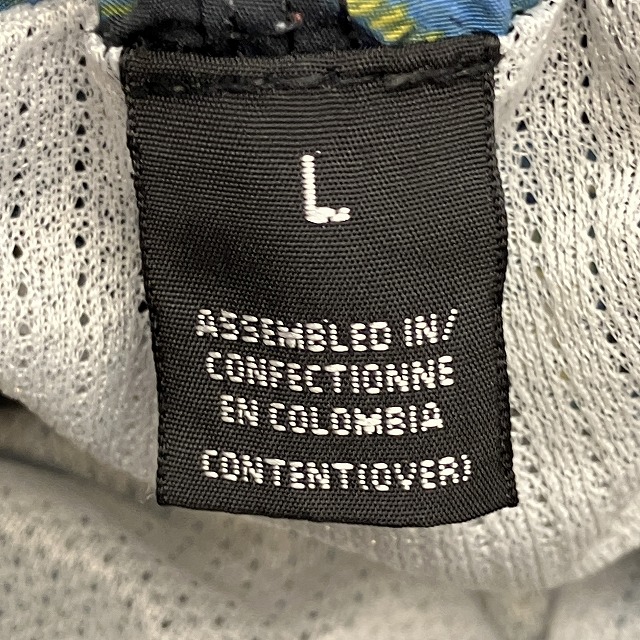 L
ASSEMBLED IN/
CONFECTIONNE
EN COLOMBIA
CONTENT(OVER)